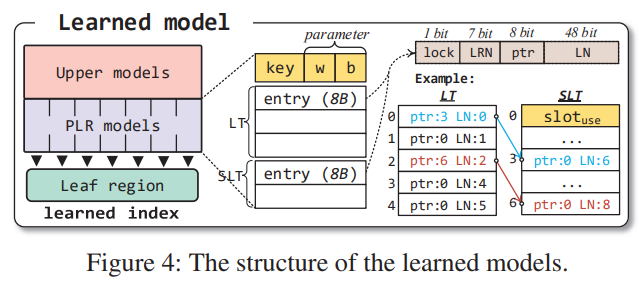 Learned model
Upper models
PLR models
Leaf region
learned index
parameter
key w b
LT
entry (8B)
SLT
entry (8B)
1 bit 7 bit 8 bit 48 bit
lock LRN ptr LN
Example:
LT
0 ptr:3 LN:0
1 ptr:0 LN:1
2 ptr:6 LN:2
3 ptr:0 LN:4
4 ptr:0 LN:5
SLT
0 slotuse
...
3 ptr:0 LN:6
...
6 ptr:0 LN:8
Figure 4: The structure of the learned models.